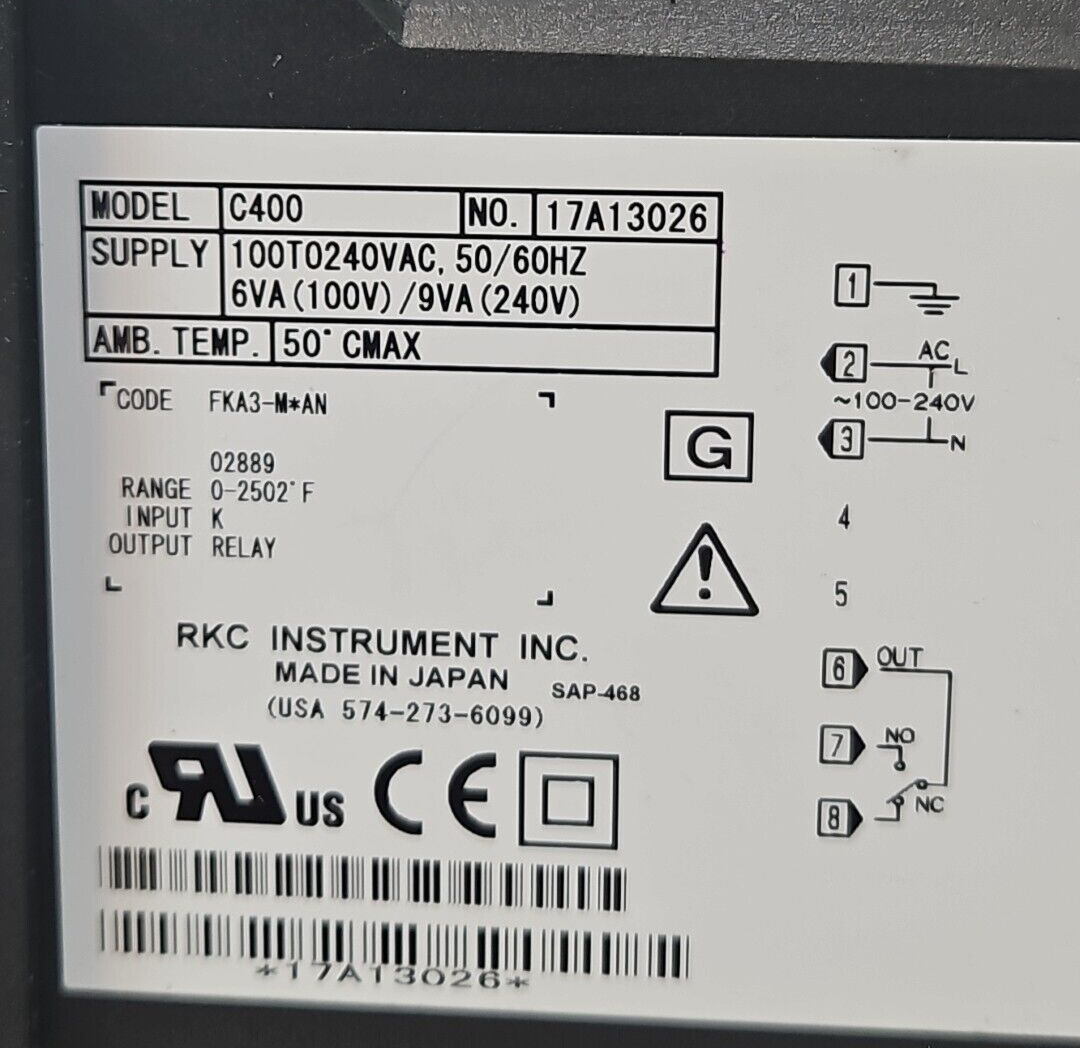 MODEL C400 NO. 17A13026
SUPPLY 100TO240VAC, 50/60HZ
6VA(100V)/9VA(240V)
AMB. TEMP. 50°CMAX
CODE FKA3-M*AN
02889
RANGE 0-2502°F
INPUT K
OUTPUT RELAY
G
RKC INSTRUMENT INC.
MADE IN JAPAN SAP-468
(USA 574-273-6099)
C RU US CE
*17A13026*
1
2 AC L
~100-240V
3 N
4
5
6 OUT
7 NO
8 NC